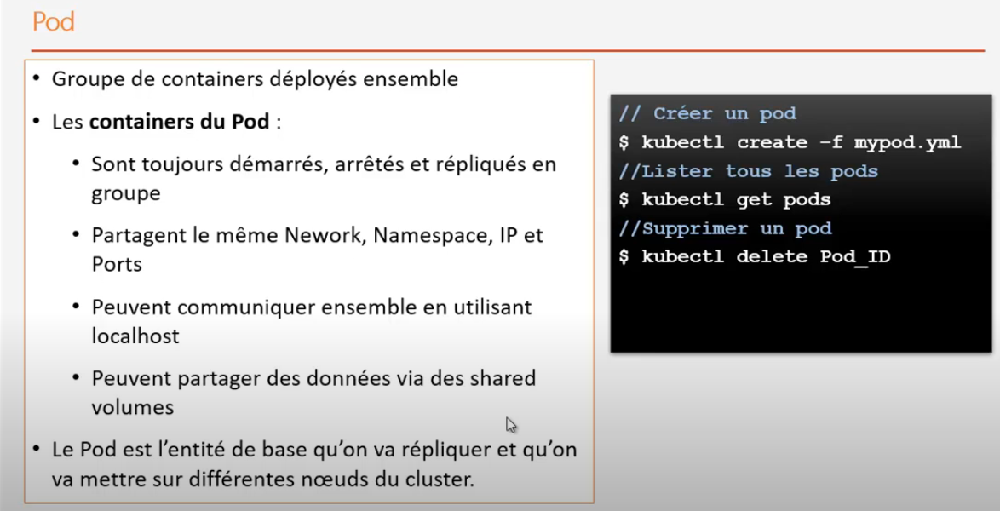 Pod
• Groupe de containers déployés ensemble
• Les containers du Pod :
• Sont toujours démarrés, arrêtés et répliqués en
groupe
• Partagent le même Nework, Namespace, IP et
Ports
• Peuvent communiquer ensemble en utilisant
localhost
• Peuvent partager des données via des shared
volumes
• Le Pod est l’entité de base qu’on va répliquer et qu’on
va mettre sur différentes nœuds du cluster.
// Créer un pod
$ kubectl create –f mypod.yml
//Lister tous les pods
$ kubectl get pods
//Supprimer un pod
$ kubectl delete Pod_ID